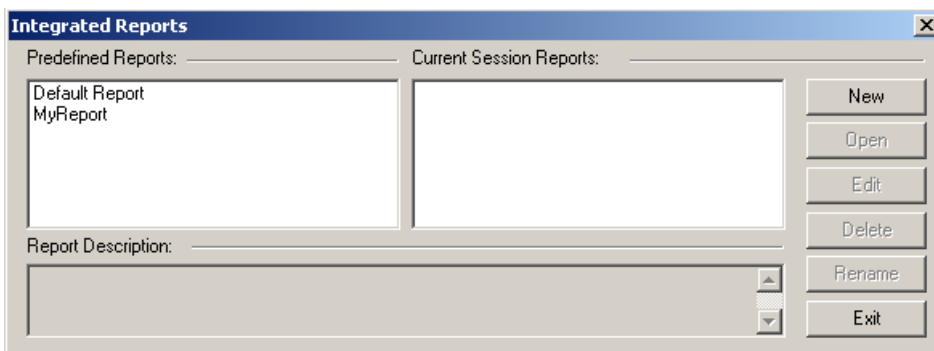 Integrated Reports
Predefined Reports:
Current Session Reports:
Default Report
MyReport
New
Open
Edit
Delete
Rename
Exit
Report Description: